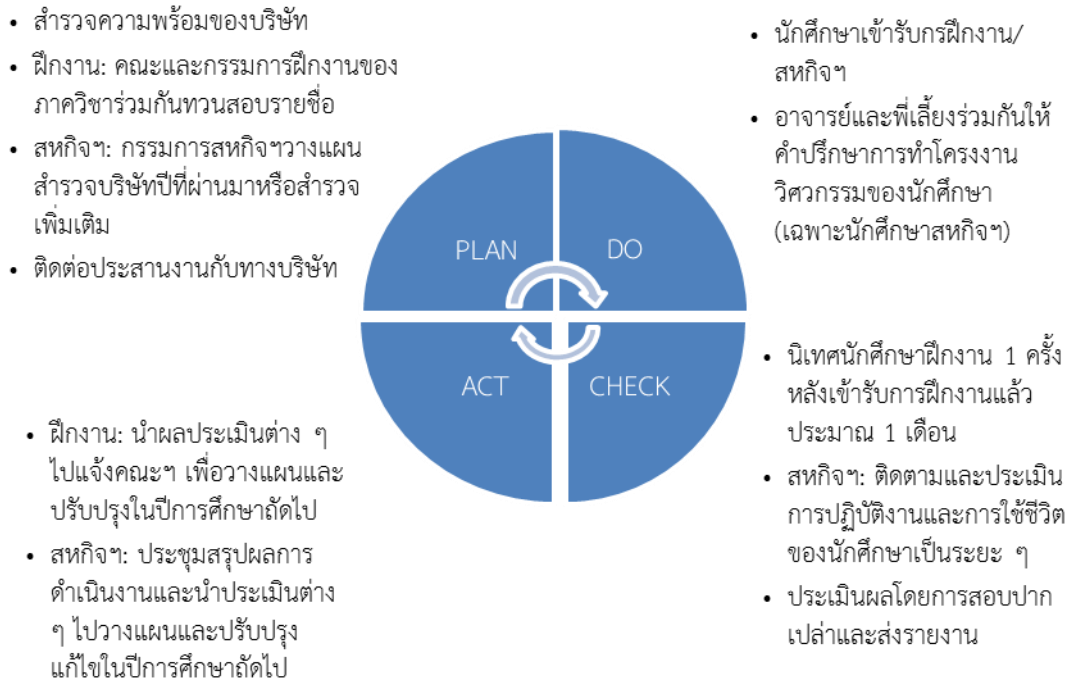 • สำรวจความพร้อมของบริษัท
• ฝึกงาน: คณะและกรรมการฝึกงานของ
ภาควิชาร่วมกันทวนสอบรายชื่อ
• สหกิจฯ: กรรมการสหกิจฯวางแผน
สำรวจบริษัทปีที่ผ่านมาหรือสำรวจ
เพิ่มเติม
• ติดต่อประสานงานกับทางบริษัท
• นักศึกษาเข้ารับกรฝึกงาน/
สหกิจฯ
• อาจารย์และพี่เลี้ยงร่วมกันให้
คำปรึกษาการทำโครงงาน
วิศวกรรมของนักศึกษา
(เฉพาะนักศึกษาสหกิจฯ)
PLAN
DO
ACT
CHECK
• ฝึกงาน: นำผลประเมินต่าง ๆ
ไปแจ้งคณะฯ เพื่อวางแผนและ
ปรับปรุงในปีการศึกษาถัดไป
• สหกิจฯ: ประชุมสรุปผลการ
ดำเนินงานและนำประเมินต่าง
ๆ ไปวางแผนและปรับปรุง
แก้ไขในปีการศึกษาถัดไป
• นิเทศนักศึกษาฝึกงาน 1 ครั้ง
หลังเข้ารับการฝึกงานแล้ว
ประมาณ 1 เดือน
• สหกิจฯ: ติดตามและประเมิน
การปฏิบัติงานและการใช้ชีวิต
ของนักศึกษาเป็นระยะ ๆ
• ประเมินผลโดยการสอบปาก
เปล่าและส่งรายงาน